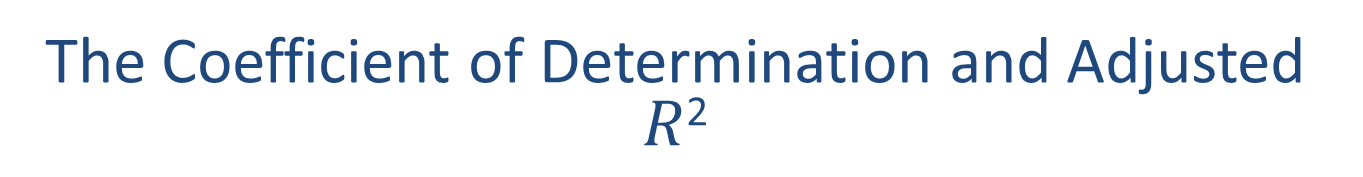 The Coefficient of Determination and Adjusted
R²